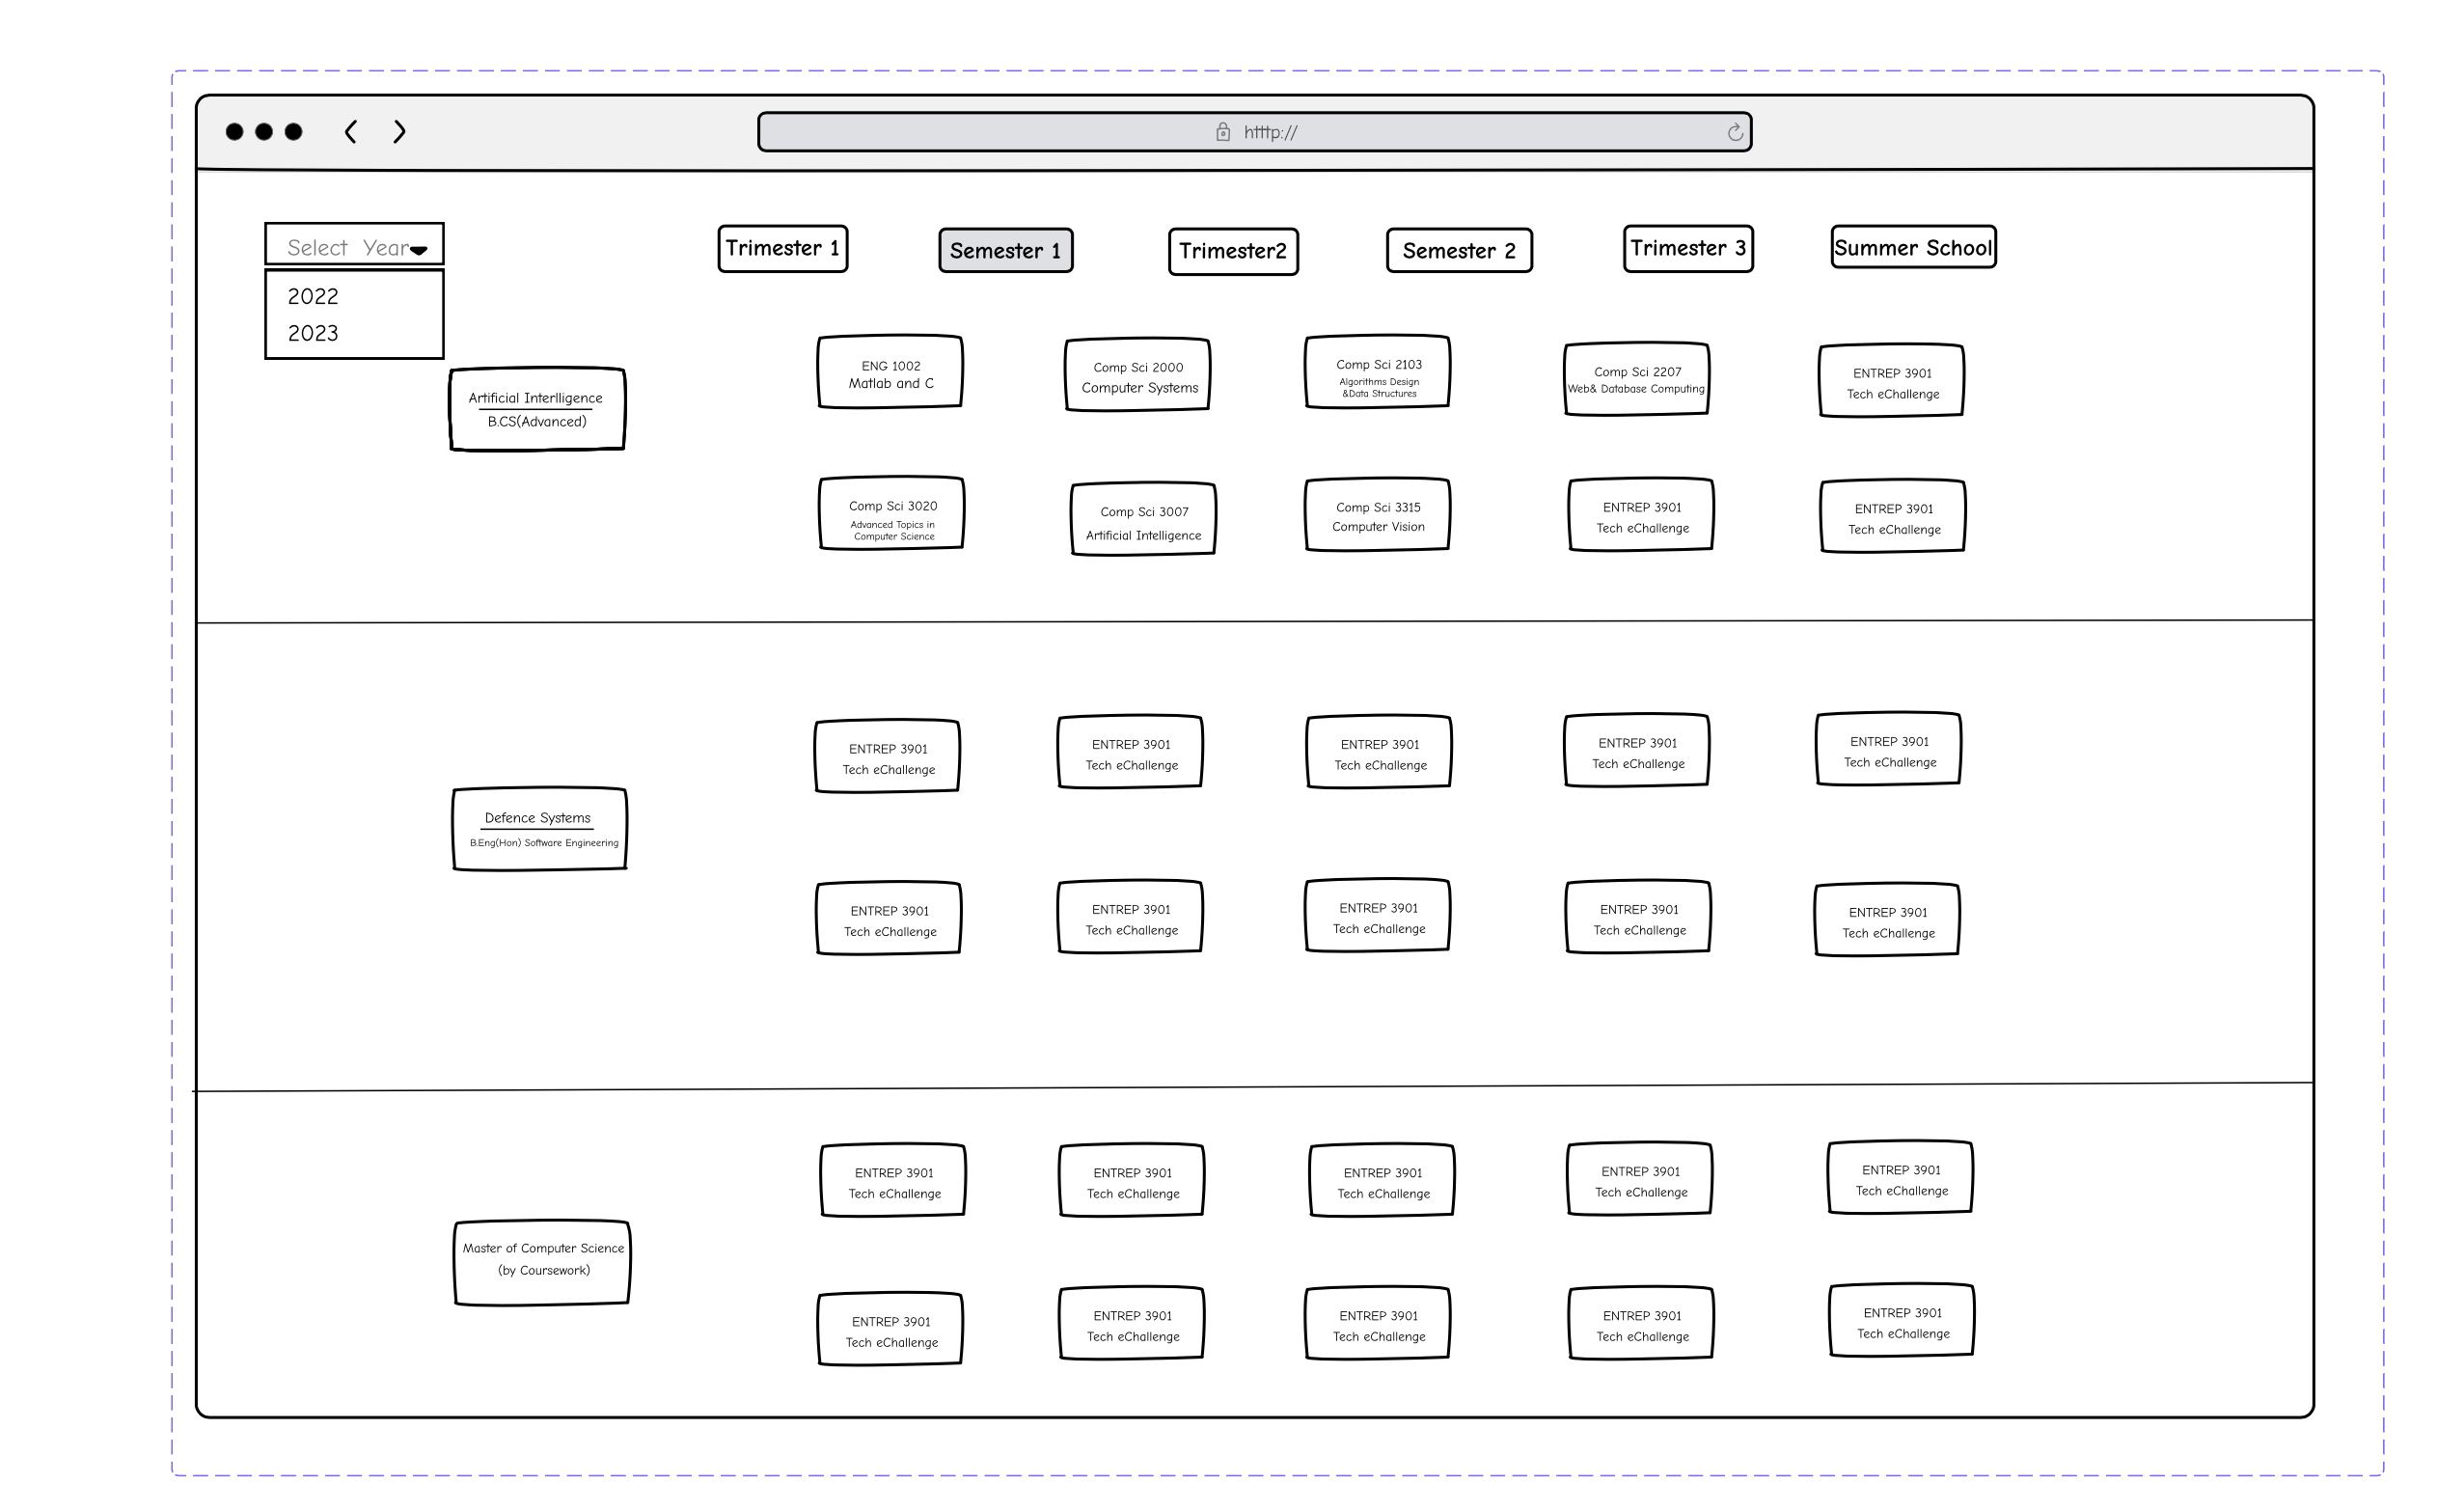 htttp://
Select Year
2022
2023
Trimester 1
Semester 1
Trimester2
Semester 2
Trimester 3
Summer School
Artificial Interlligence
B.CS(Advanced)
ENG 1002
Matlab and C
Comp Sci 2000
Computer Systems
Comp Sci 2103
Algorithms Design
&Data Structures
Comp Sci 2207
Web& Database Computing
ENTREP 3901
Tech eChallenge
Comp Sci 3020
Advanced Topics in
Computer Science
Comp Sci 3007
Artificial Intelligence
Comp Sci 3315
Computer Vision
ENTREP 3901
Tech eChallenge
ENTREP 3901
Tech eChallenge
Defence Systems
B.Eng(Hon) Software Engineering
ENTREP 3901
Tech eChallenge
ENTREP 3901
Tech eChallenge
ENTREP 3901
Tech eChallenge
ENTREP 3901
Tech eChallenge
ENTREP 3901
Tech eChallenge
ENTREP 3901
Tech eChallenge
ENTREP 3901
Tech eChallenge
ENTREP 3901
Tech eChallenge
ENTREP 3901
Tech eChallenge
ENTREP 3901
Tech eChallenge
Master of Computer Science
(by Coursework)
ENTREP 3901
Tech eChallenge
ENTREP 3901
Tech eChallenge
ENTREP 3901
Tech eChallenge
ENTREP 3901
Tech eChallenge
ENTREP 3901
Tech eChallenge
ENTREP 3901
Tech eChallenge
ENTREP 3901
Tech eChallenge
ENTREP 3901
Tech eChallenge
ENTREP 3901
Tech eChallenge
ENTREP 3901
Tech eChallenge